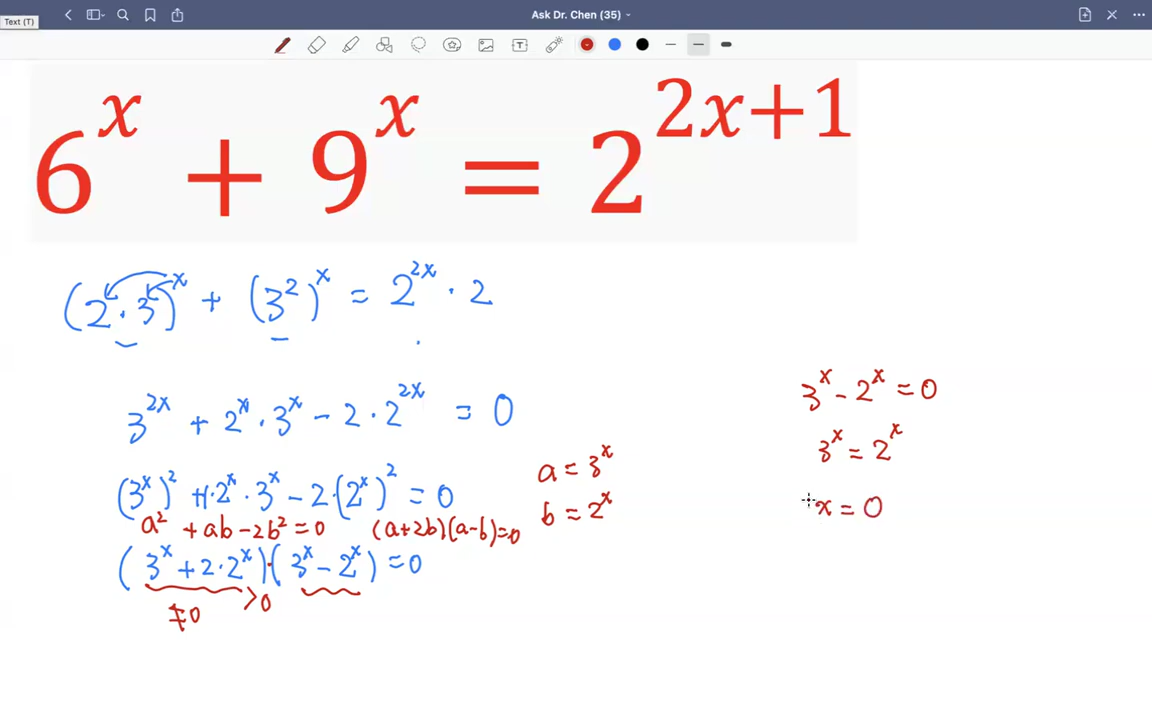 Ask Dr. Chen (35)
Text (T)
6^x + 9^x = 2^{2x+1}
(2 · 3)^x + (3^2)^x = 2^{2x} · 2
3^{2x} + 2^x · 3^x - 2 · 2^{2x} = 0
(3^x)^2 + 1·2^x · 3^x - 2·(2^x)^2 = 0
a^2 + ab - 2b^2 = 0 (a+2b)(a-b)=0
(3^x + 2·2^x)·(3^x - 2^x) = 0
≠0 >0
a = 3^x
b = 2^x
3^x - 2^x = 0
3^x = 2^x
x = 0